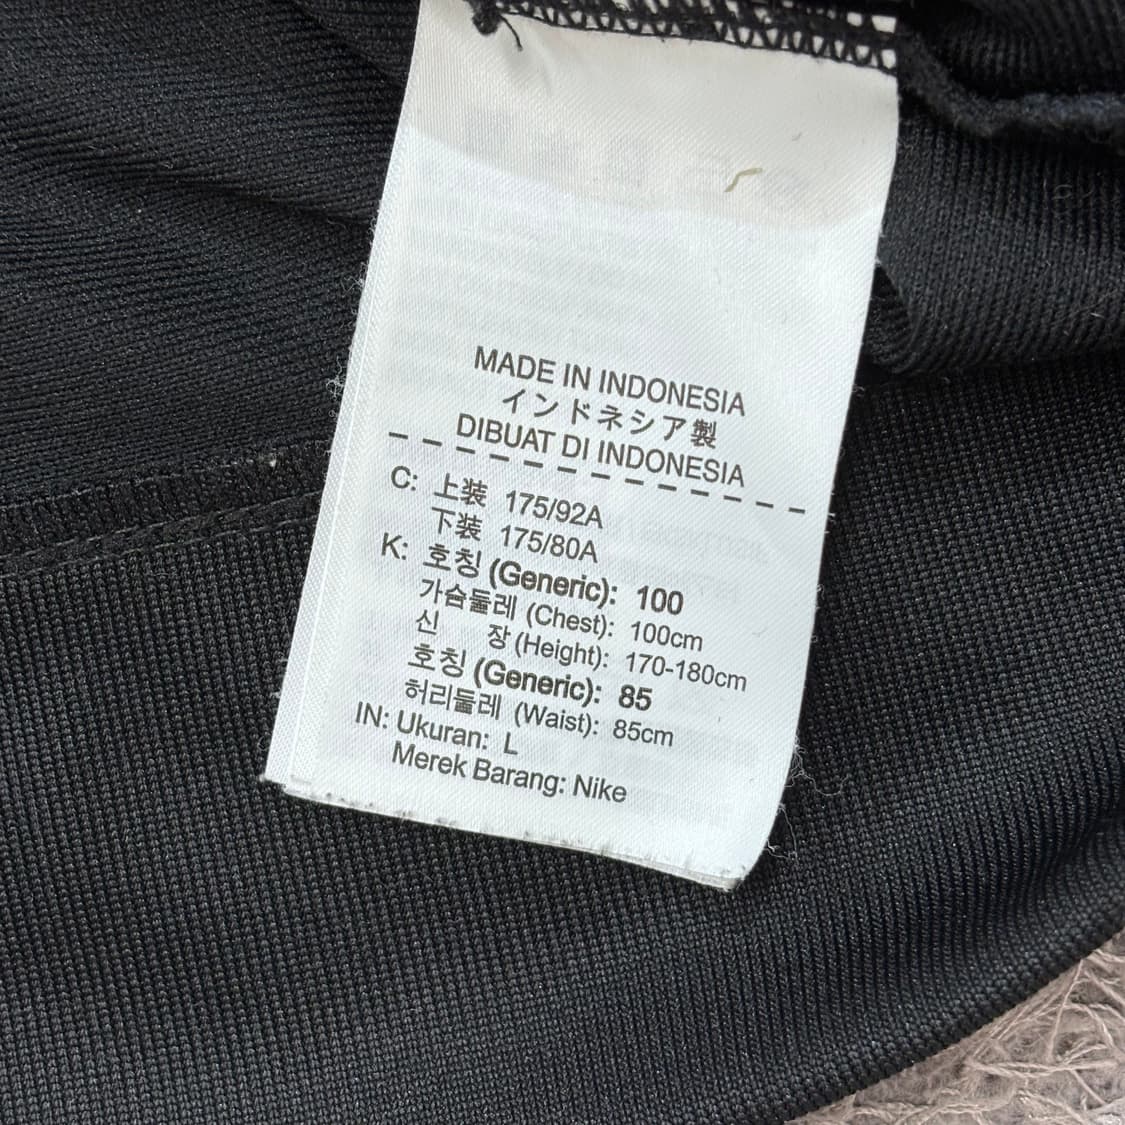 MADE IN INDONESIA
インドネシア製
DIBUAT DI INDONESIA
C: 上装 175/92A
下装 175/80A
K: 호칭 (Generic): 100
가슴둘레 (Chest): 100cm
신 장 (Height): 170-180cm
호칭 (Generic): 85
허리둘레 (Waist): 85cm
IN: Ukuran: L
Merek Barang: Nike